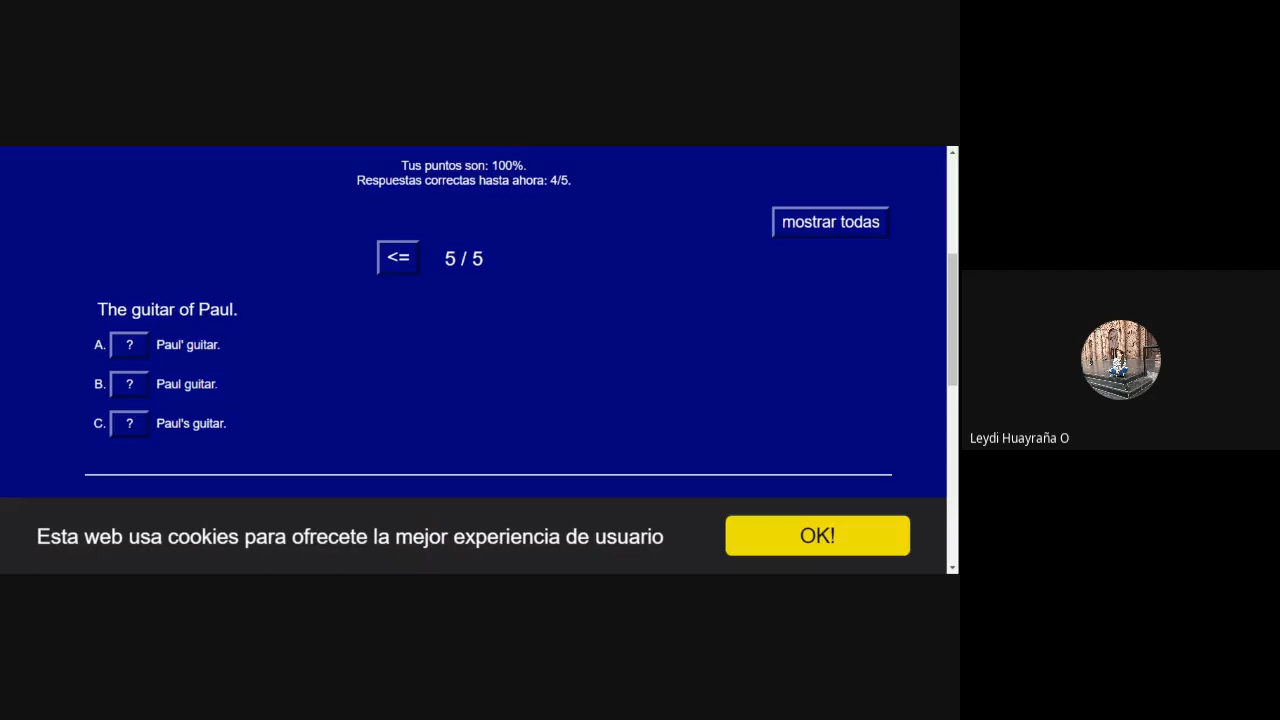 Tus puntos son: 100%.
Respuestas correctas hasta ahora: 4/5.
mostrar todas
<= 5 / 5
The guitar of Paul.
A. ? Paul' guitar.
B. ? Paul guitar.
C. ? Paul's guitar.
Esta web usa cookies para ofrecete la mejor experiencia de usuario
OK!
Leydi Huayraña O